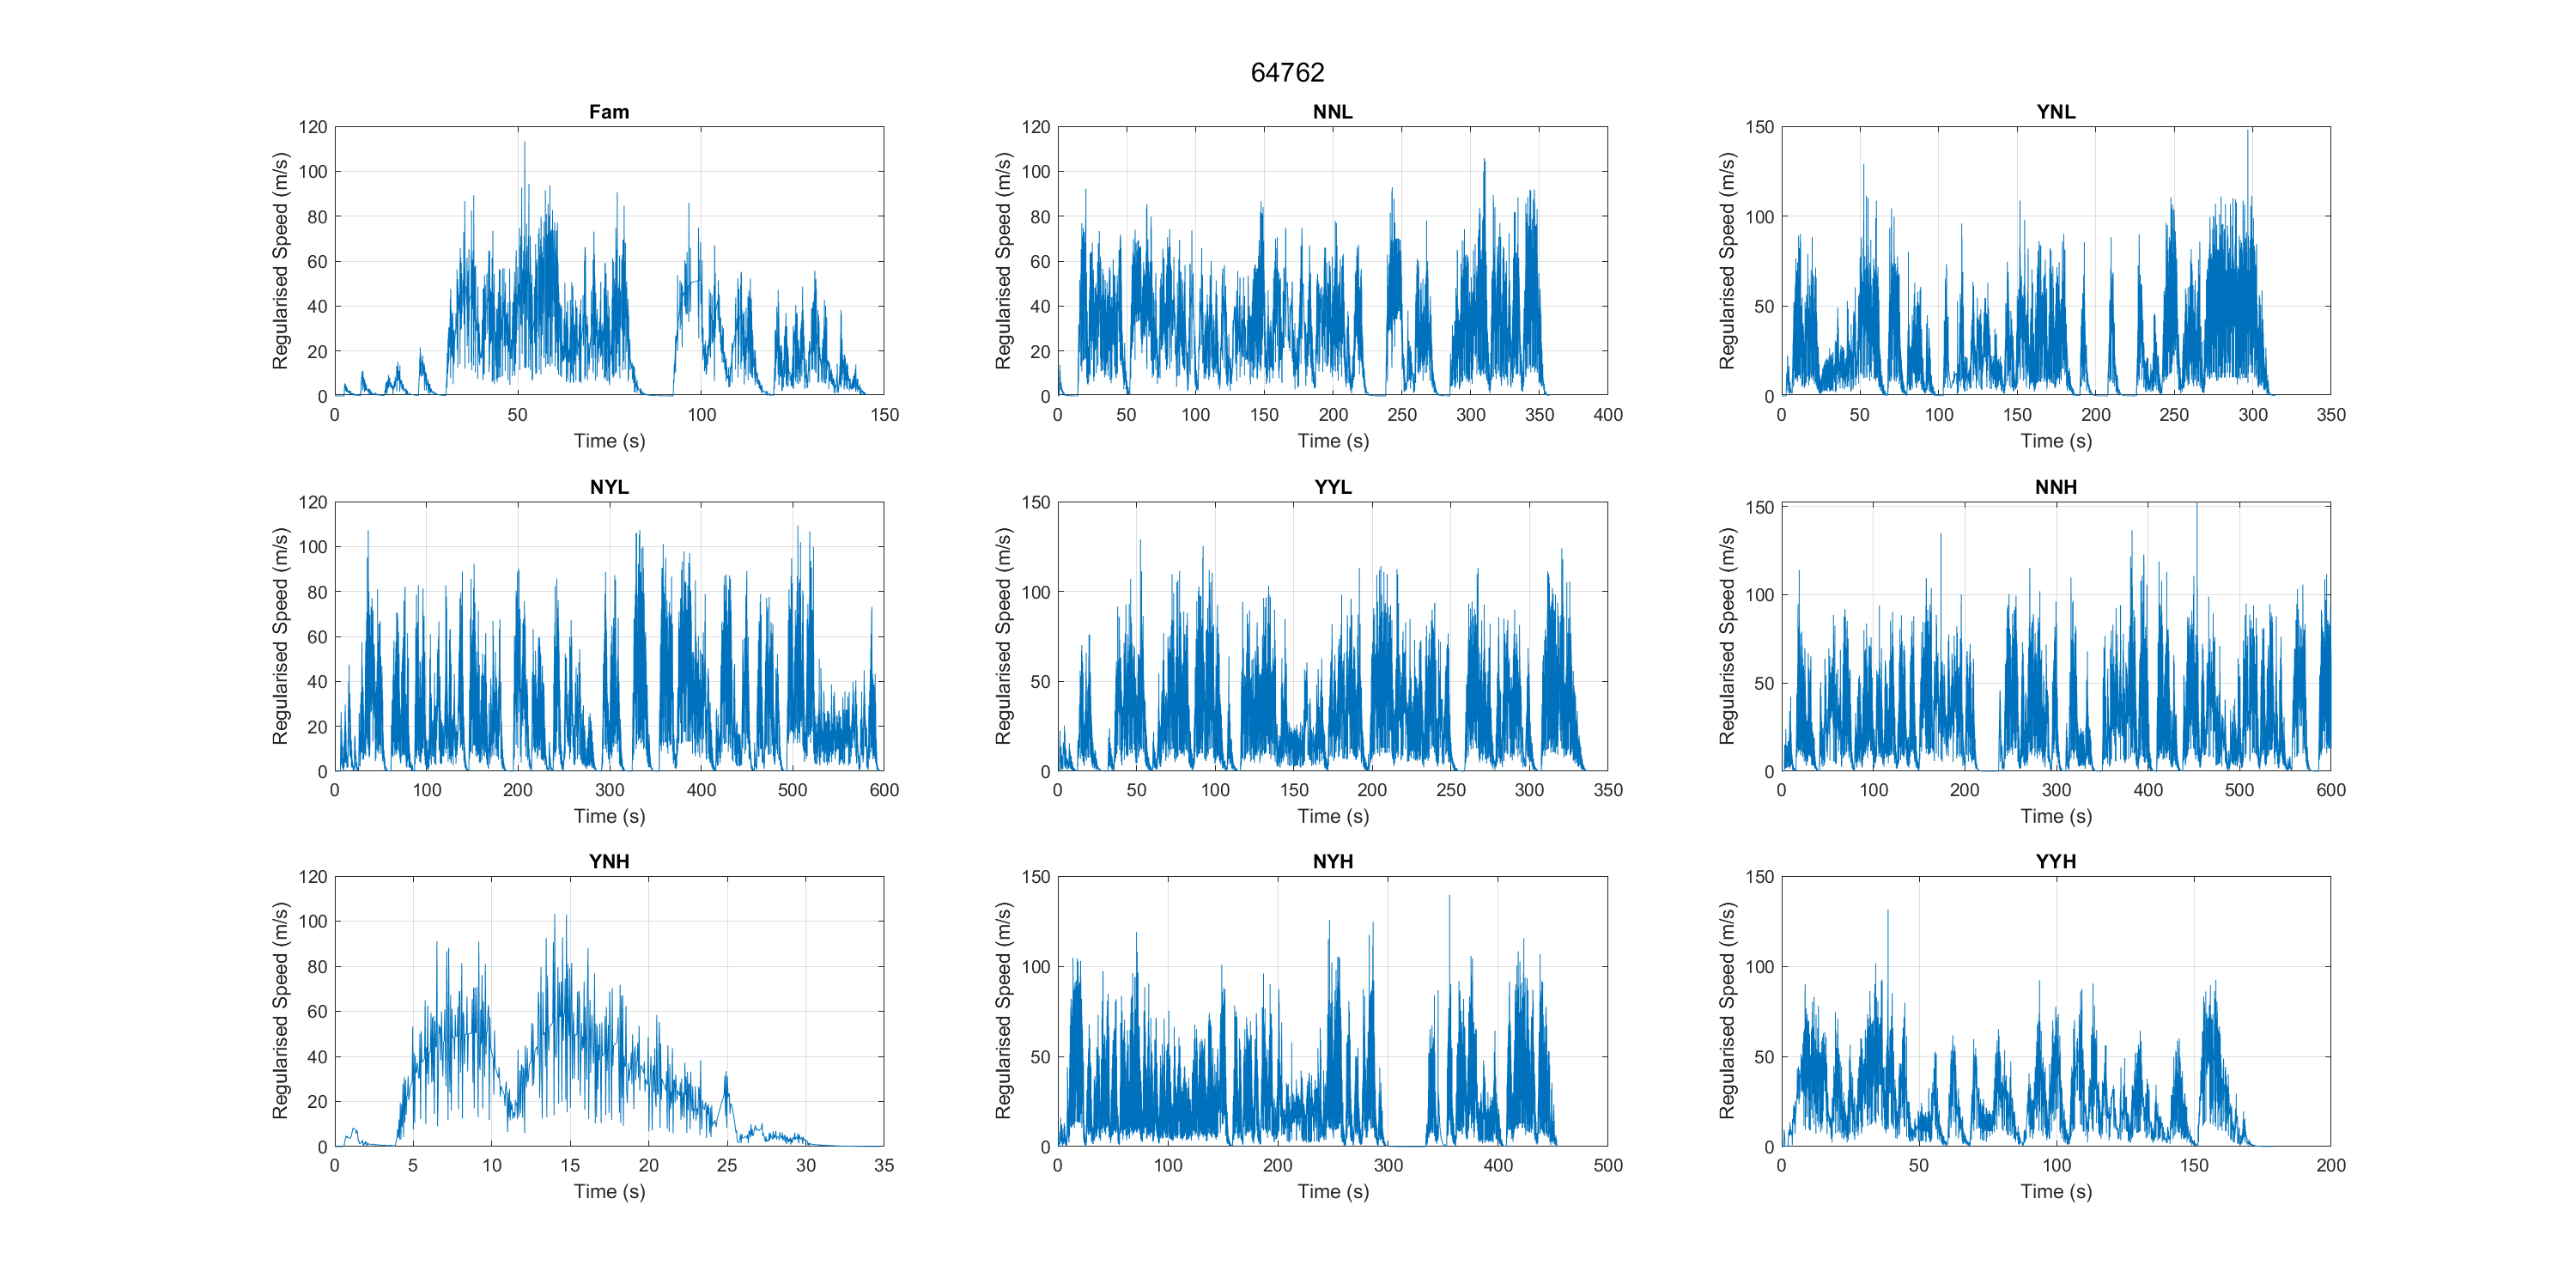 64762
Fam
120
100
80
60
40
20
0
Regularised Speed (m/s)
0 50 100 150
Time (s)
NNL
120
100
80
60
40
20
0
Regularised Speed (m/s)
0 50 100 150 200 250 300 350 400
Time (s)
YNL
150
100
50
0
Regularised Speed (m/s)
0 50 100 150 200 250 300 350
Time (s)
NYL
120
100
80
60
40
20
0
Regularised Speed (m/s)
0 100 200 300 400 500 600
Time (s)
YYL
150
100
50
0
Regularised Speed (m/s)
0 50 100 150 200 250 300 350
Time (s)
NNH
150
100
50
0
Regularised Speed (m/s)
0 100 200 300 400 500 600
Time (s)
YNH
120
100
80
60
40
20
0
Regularised Speed (m/s)
0 5 10 15 20 25 30 35
Time (s)
NYH
150
100
50
0
Regularised Speed (m/s)
0 100 200 300 400 500
Time (s)
YYH
150
100
50
0
Regularised Speed (m/s)
0 50 100 150 200
Time (s)